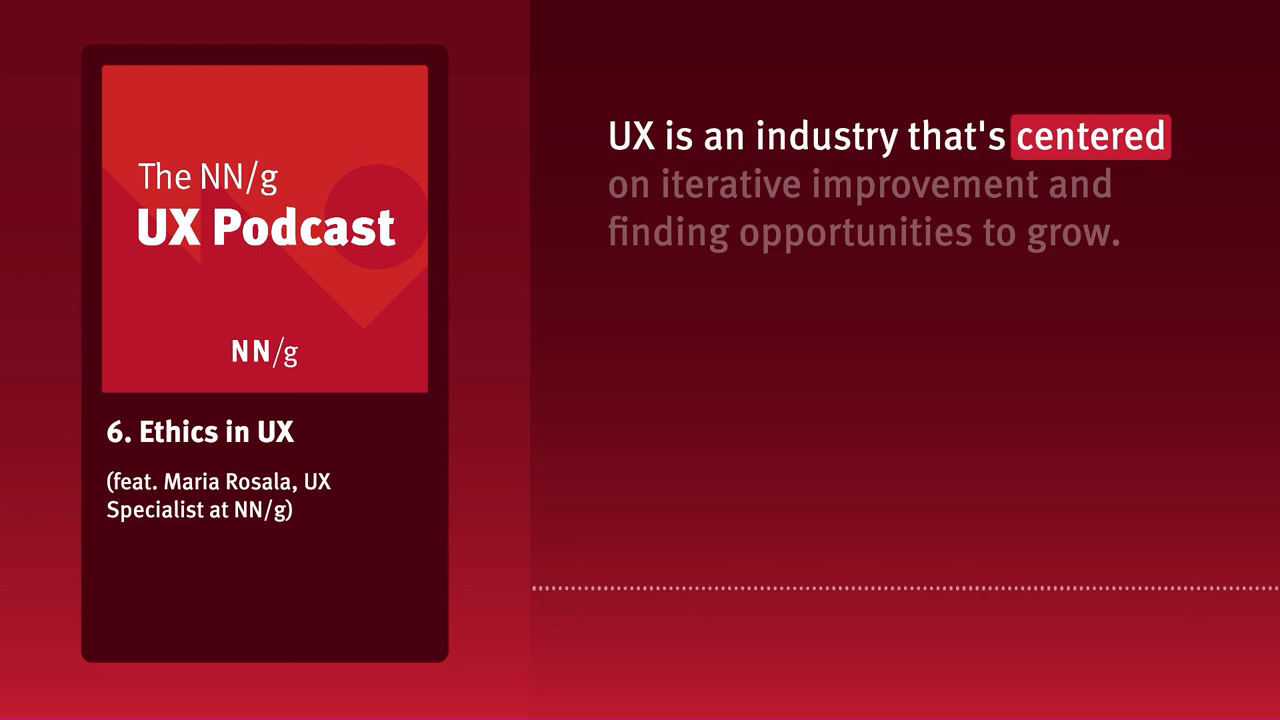 The NN/g
UX Podcast
NN/g
6. Ethics in UX
(feat. Maria Rosala, UX
Specialist at NN/g)
UX is an industry that's centered
on iterative improvement and
finding opportunities to grow.